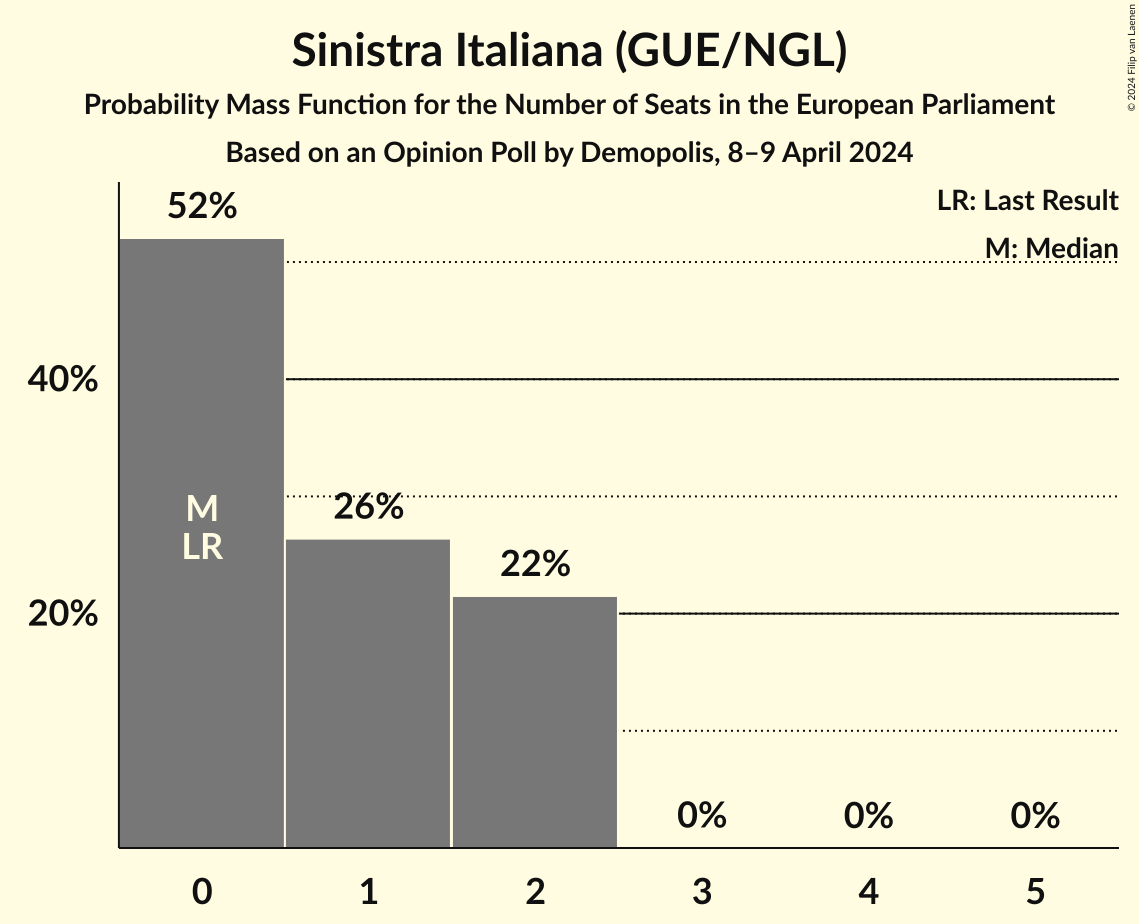 Sinistra Italiana (GUE/NGL)
Probability Mass Function for the Number of Seats in the European Parliament
Based on an Opinion Poll by Demopolis, 8–9 April 2024
© 2024 Filip van Laenen
LR: Last Result
M: Median
52%
40%
M
LR
26%
22%
20%
0% 0% 0%
0 1 2 3 4 5